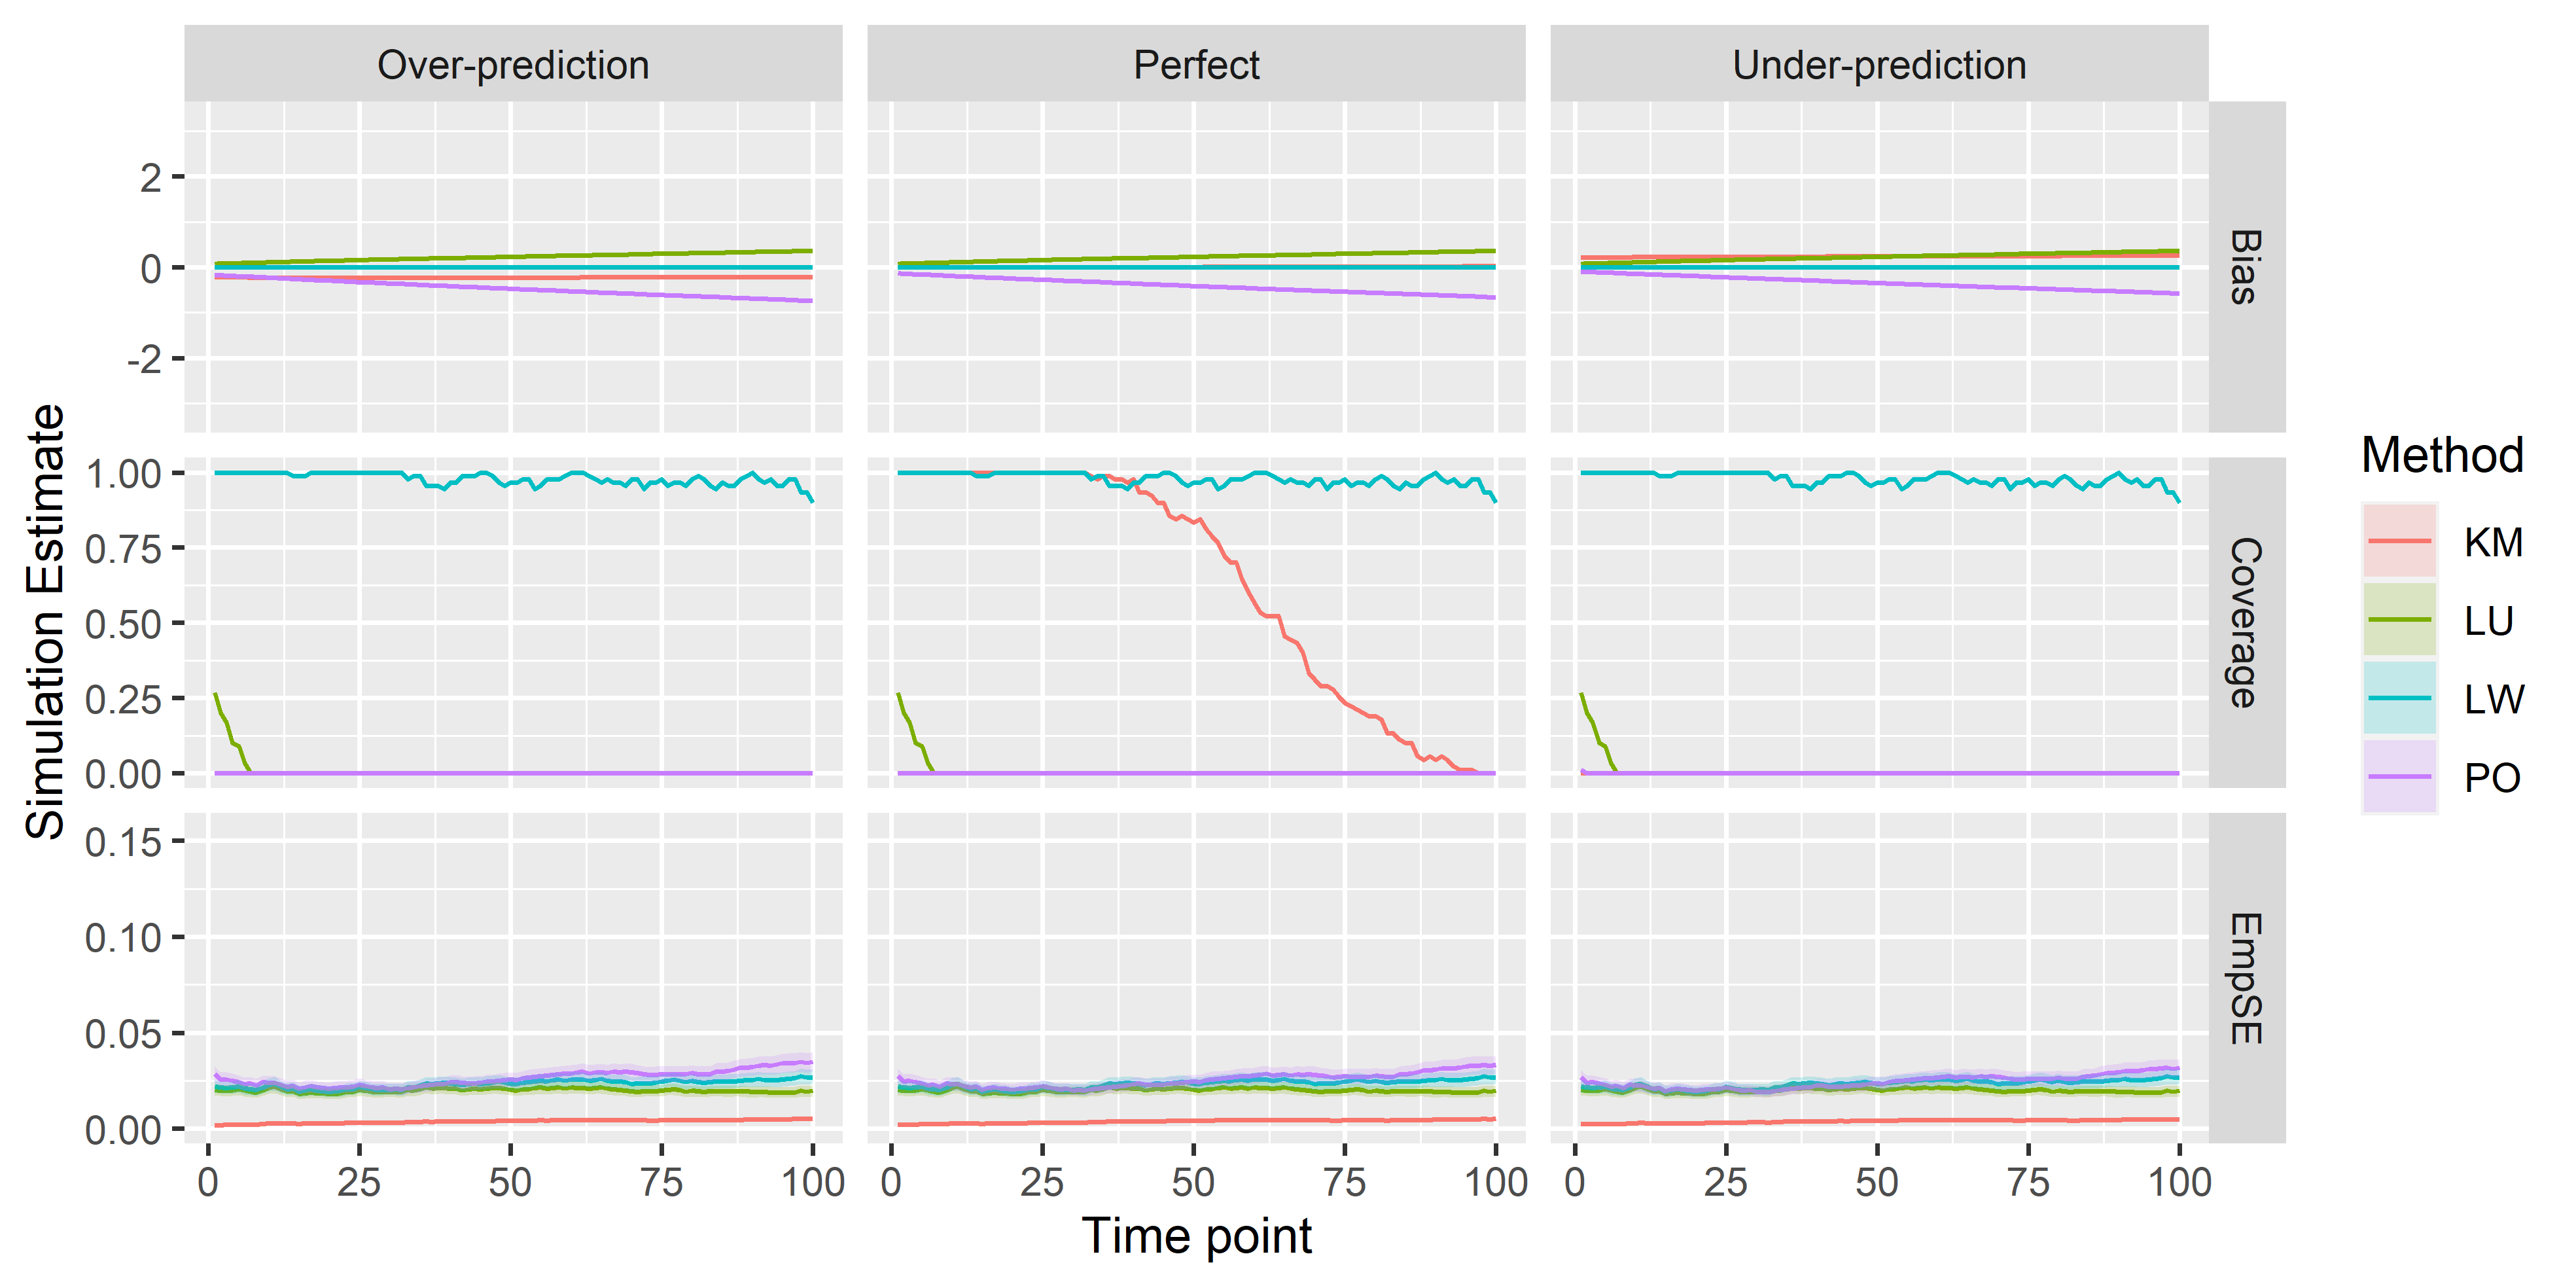 Over-prediction
Perfect
Under-prediction
2
0
-2
Bias
1.00
0.75
0.50
0.25
0.00
Coverage
0.15
0.10
0.05
0.00
EmpSE
0 25 50 75 100
0 25 50 75 100
0 25 50 75 100
Time point
Simulation Estimate
Method
KM
LU
LW
PO